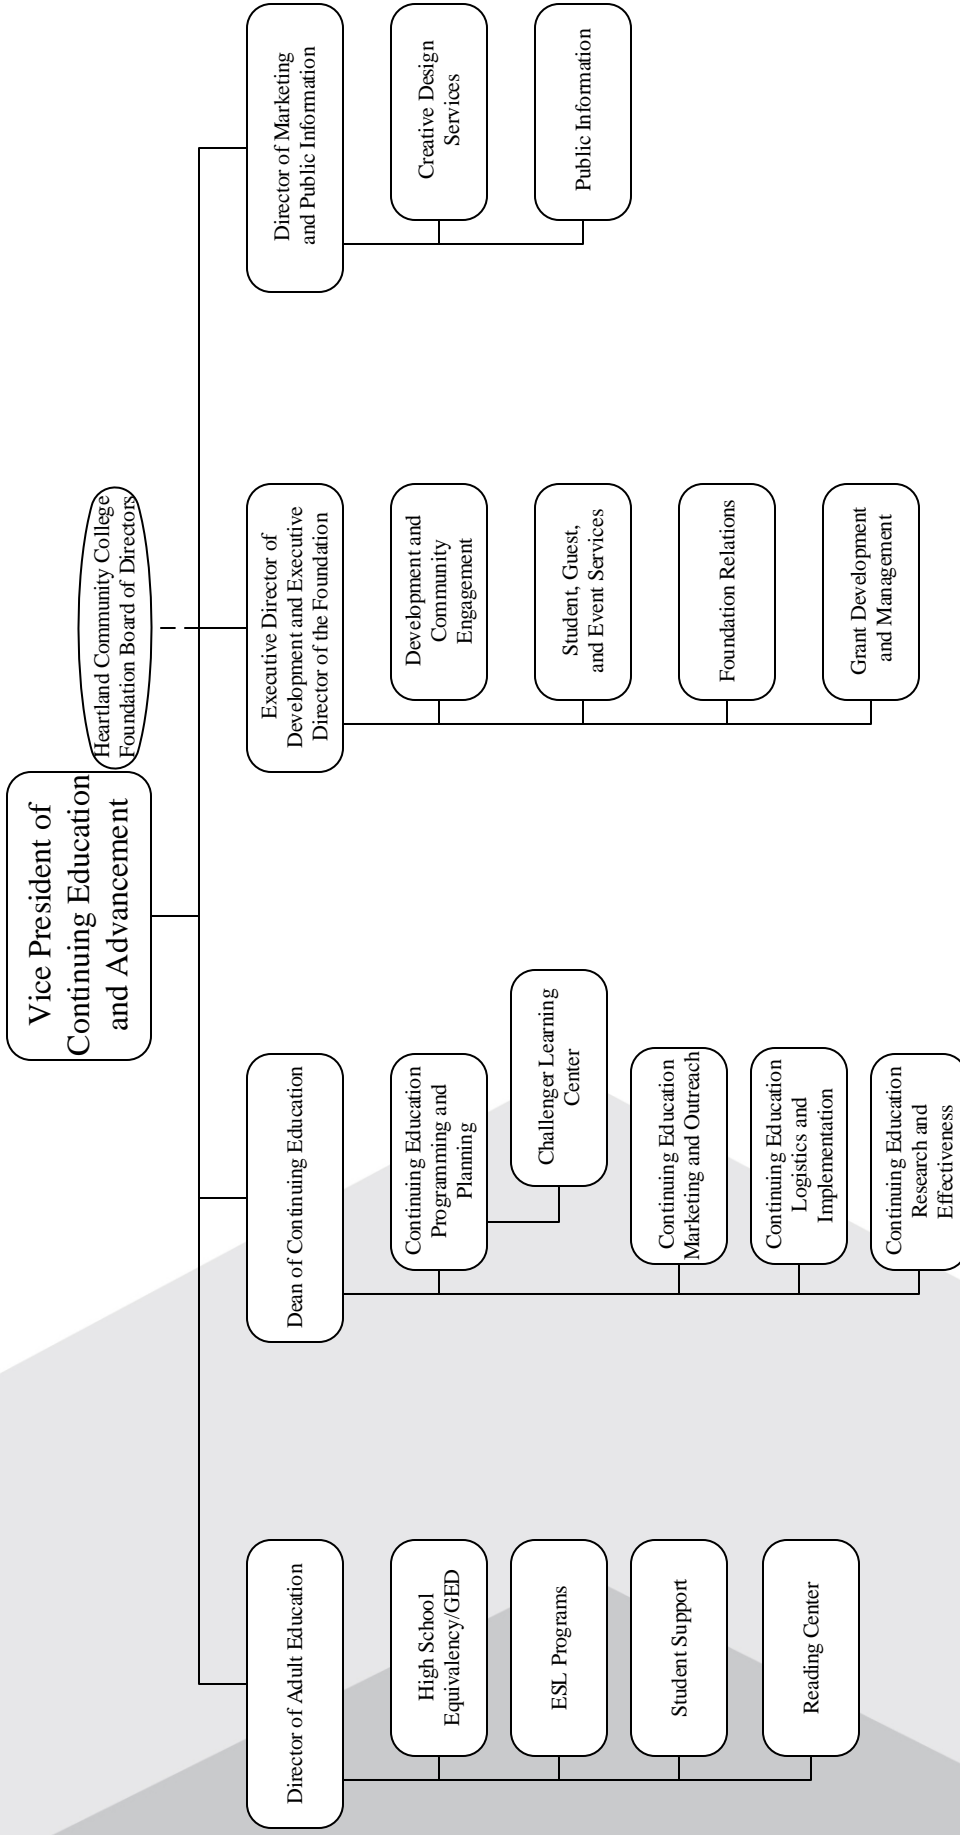 Vice President of
Continuing Education
and Advancement
Heartland Community College
Foundation Board of Directors
Director of Adult Education
High School
Equivalency/GED
ESL Programs
Student Support
Reading Center
Dean of Continuing Education
Continuing Education
Programming and
Planning
Challenger Learning
Center
Continuing Education
Marketing and Outreach
Continuing Education
Logistics and
Implementation
Continuing Education
Research and
Effectiveness
Executive Director of
Development and Executive
Director of the Foundation
Development and
Community
Engagement
Student, Guest,
and Event Services
Foundation Relations
Grant Development
and Management
Director of Marketing
and Public Information
Creative Design
Services
Public Information